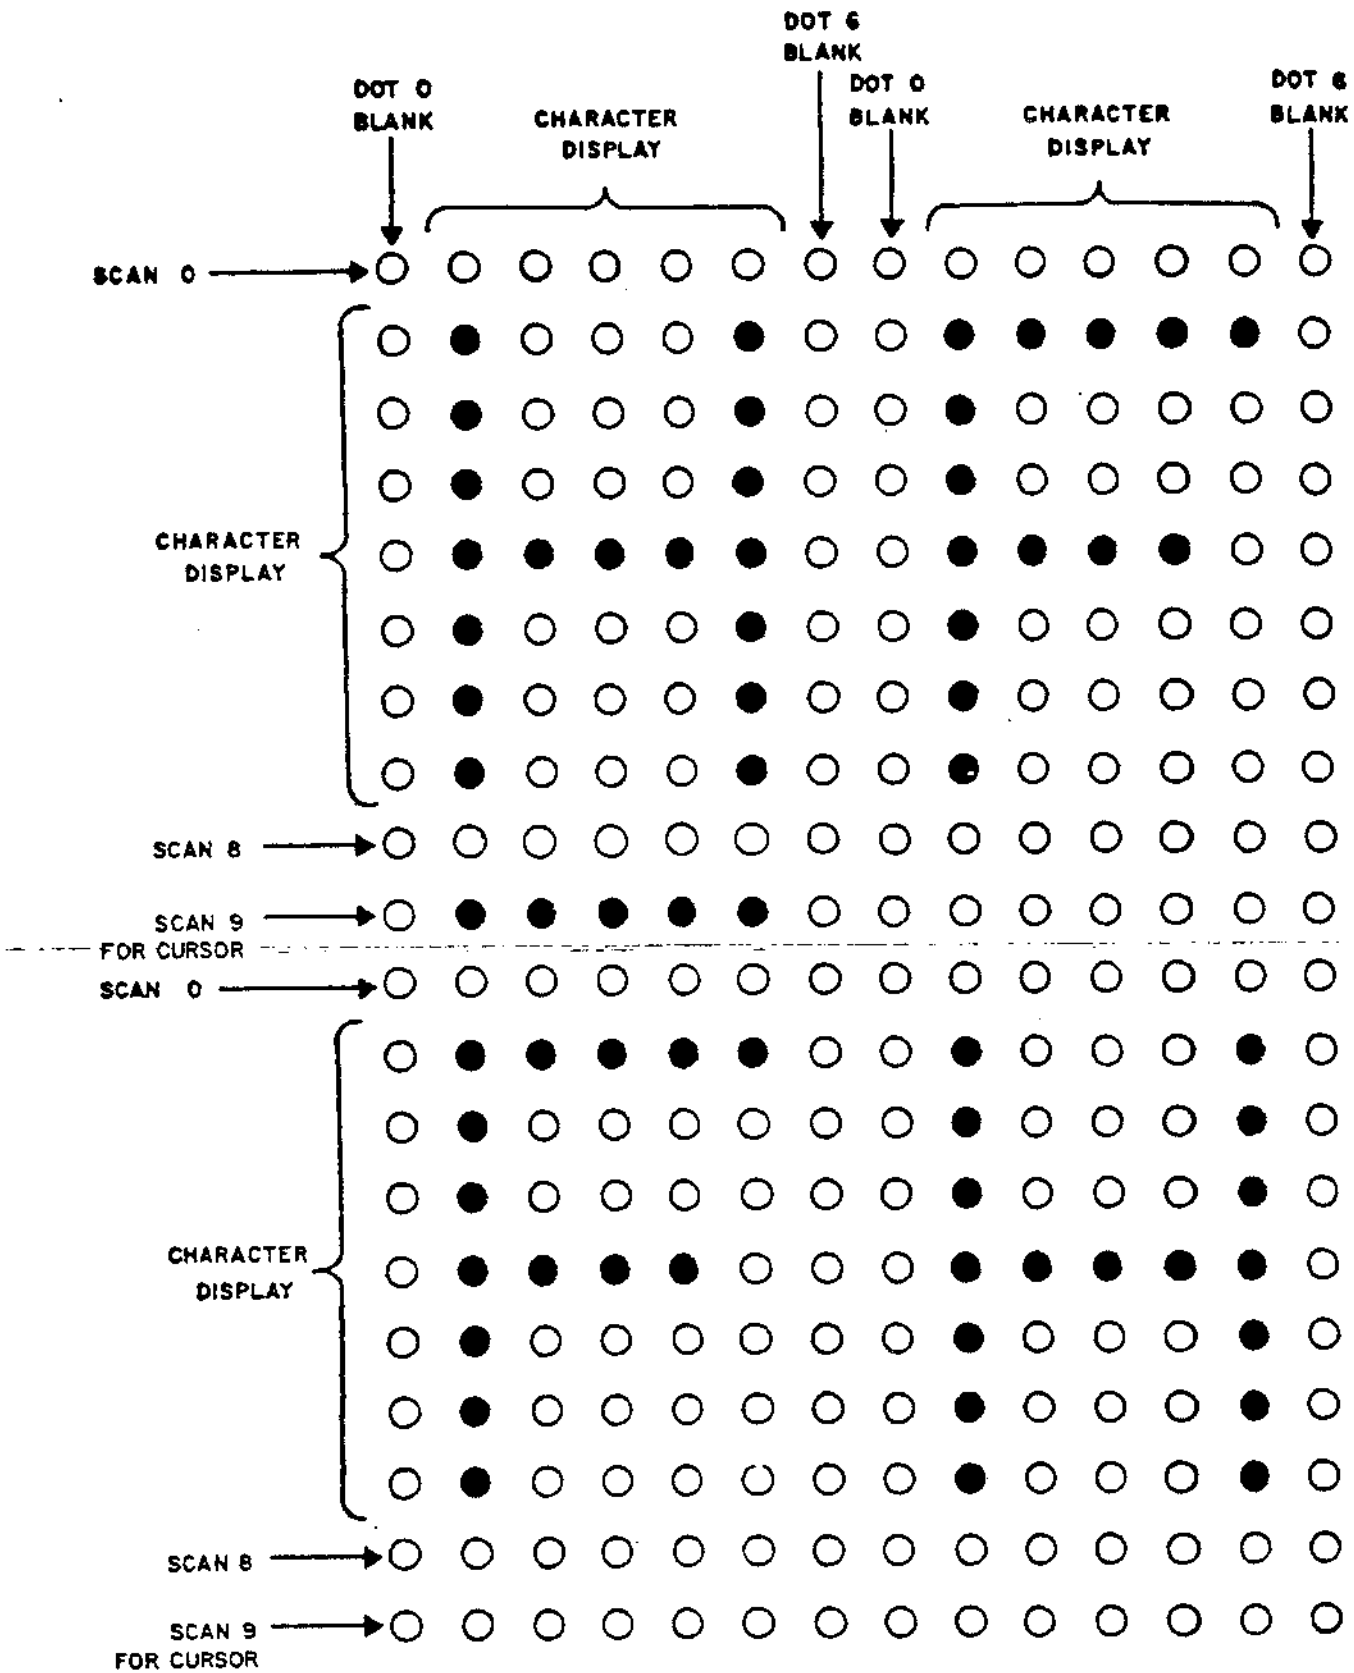 DOT 6
BLANK
DOT 0
BLANK
CHARACTER
DISPLAY
DOT 0
BLANK
CHARACTER
DISPLAY
DOT 6
BLANK
SCAN 0
CHARACTER
DISPLAY
SCAN 8
SCAN 9
FOR CURSOR
SCAN 0
CHARACTER
DISPLAY
SCAN 8
SCAN 9
FOR CURSOR